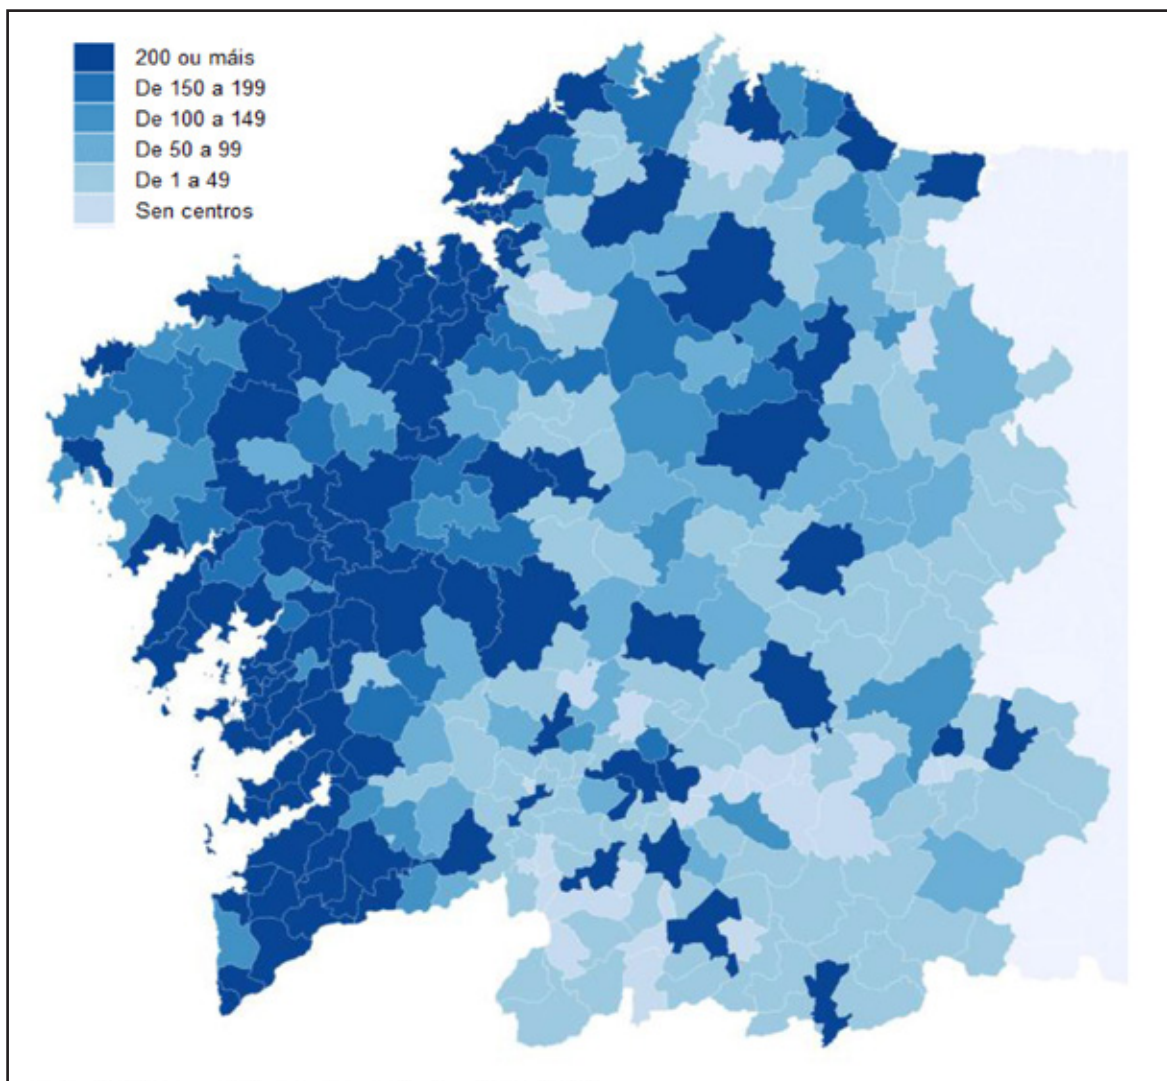 200 ou máis
De 150 a 199
De 100 a 149
De 50 a 99
De 1 a 49
Sen centros